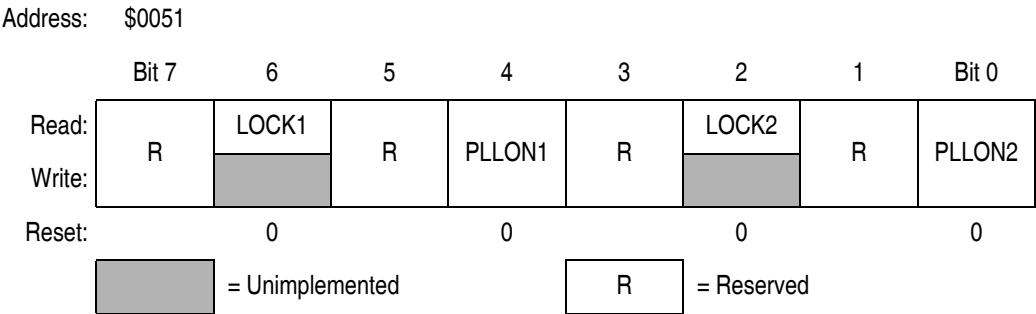 Address: $0051
Bit 7 6 5 4 3 2 1 Bit 0
Read: LOCK1 LOCK2
R R PLLON1 R R PLLON2
Write:
Reset: 0 0 0 0
= Unimplemented R = Reserved